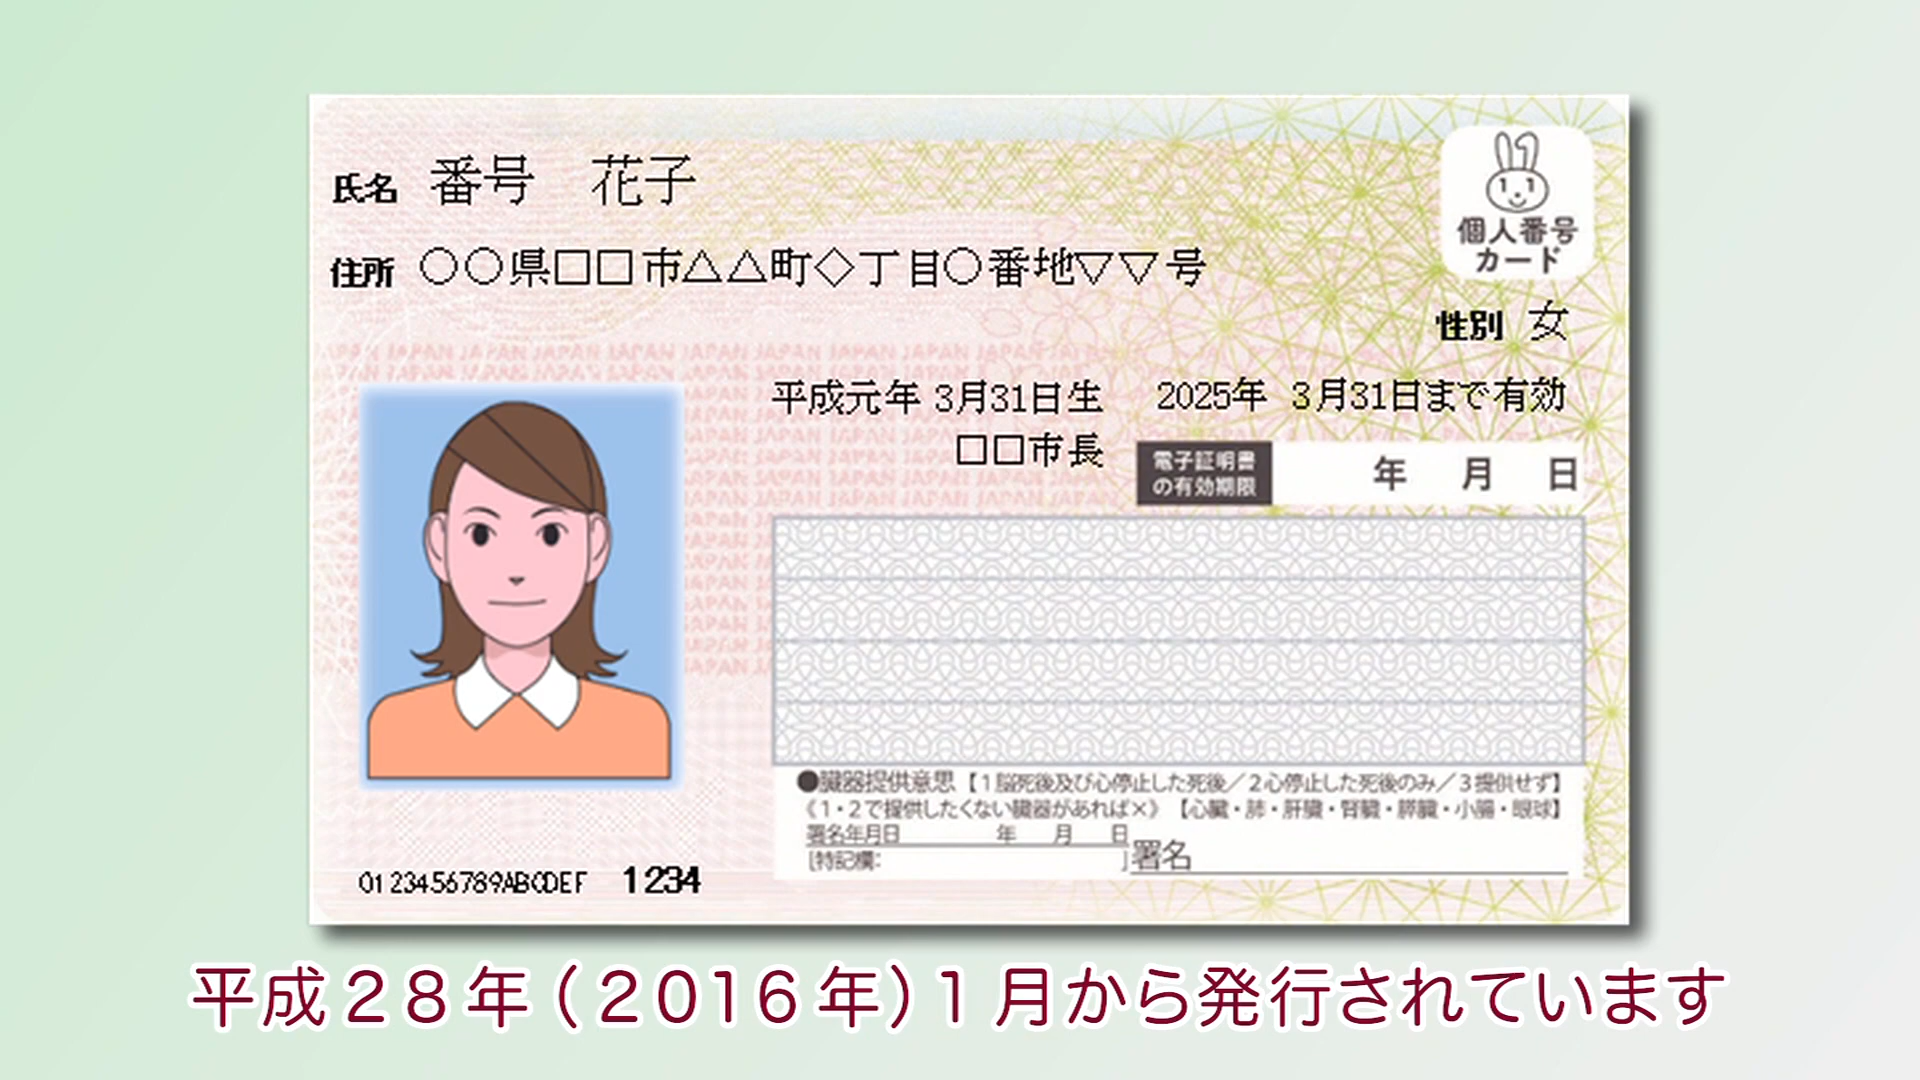 氏名 番号 花子
住所 ○○県□□市△△町◇丁目○番地▽▽号
個人番号
カード
性別 女
平成元年 3月31日生 2025年 3月31日まで有効
□□市長
電子証明書
の有効期限 年 月 日
●臓器提供意思【1脳死後及び心停止した死後／2心停止した死後のみ／3提供せず】
《1・2で提供したくない臓器があれば×》【心臓・肺・肝臓・腎臓・膵臓・小腸・眼球】
署名年月日 年 月 日
[特記欄: ] 署名
0123456789ABCDEF 1234
平成28年(2016年)1月から発行されています